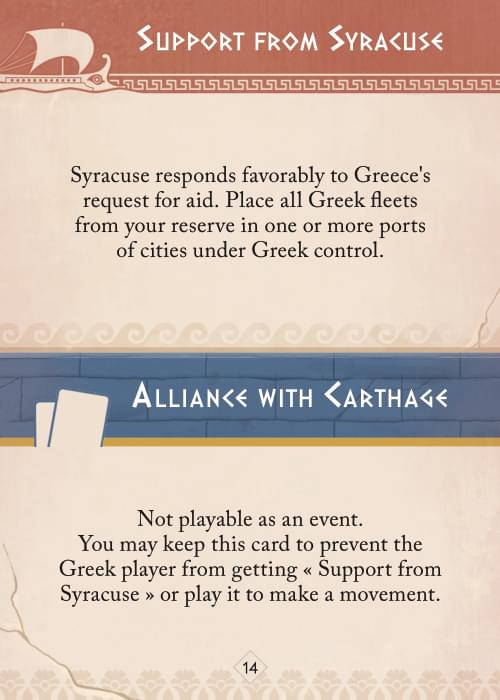 Support from Syracuse
Syracuse responds favorably to Greece's
request for aid. Place all Greek fleets
from your reserve in one or more ports
of cities under Greek control.
Alliance with Carthage
Not playable as an event.
You may keep this card to prevent the
Greek player from getting « Support from
Syracuse » or play it to make a movement.
14